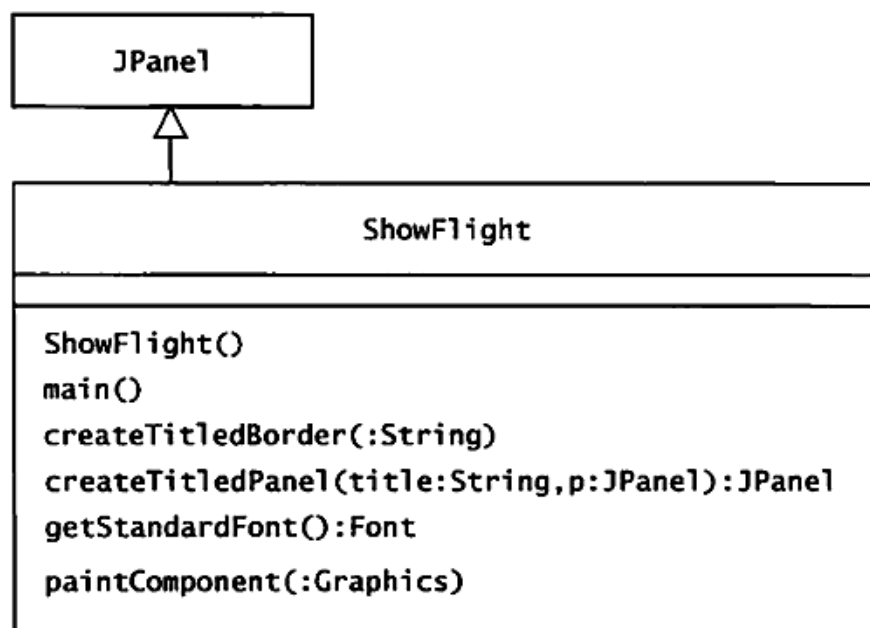 JPanel
ShowFlight
ShowFlight()
main()
createTitledBorder(:String)
createTitledPanel(title:String,p:JPanel):JPanel
getStandardFont():Font
paintComponent(:Graphics)